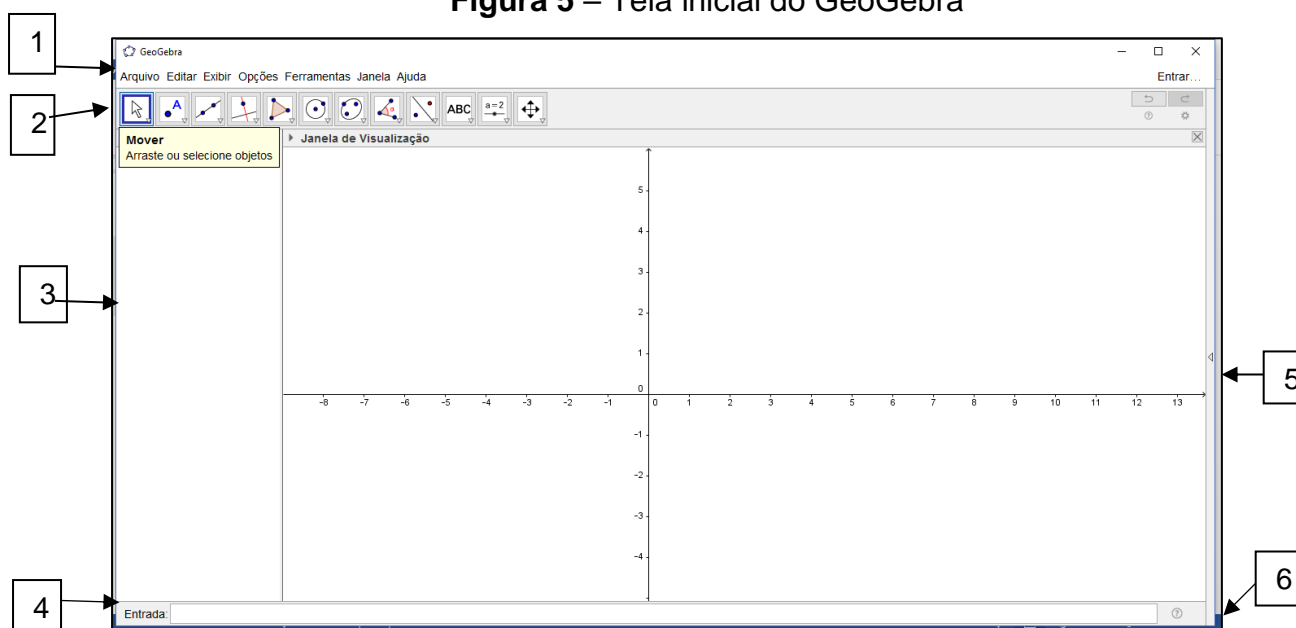 Figura 5 – Tela inicial do GeoGebra
1
GeoGebra
Arquivo Editar Exibir Opções Ferramentas Janela Ajuda
Entrar...
2
A
α
ABC
a=2
Mover
Arraste ou selecione objetos
Janela de Visualização
5
4
3
2
1
0
-8 -7 -6 -5 -4 -3 -2 -1 0 1 2 3 4 5 6 7 8 9 10 11 12 13
-1
-2
-3
-4
3
5
4
Entrada:
6